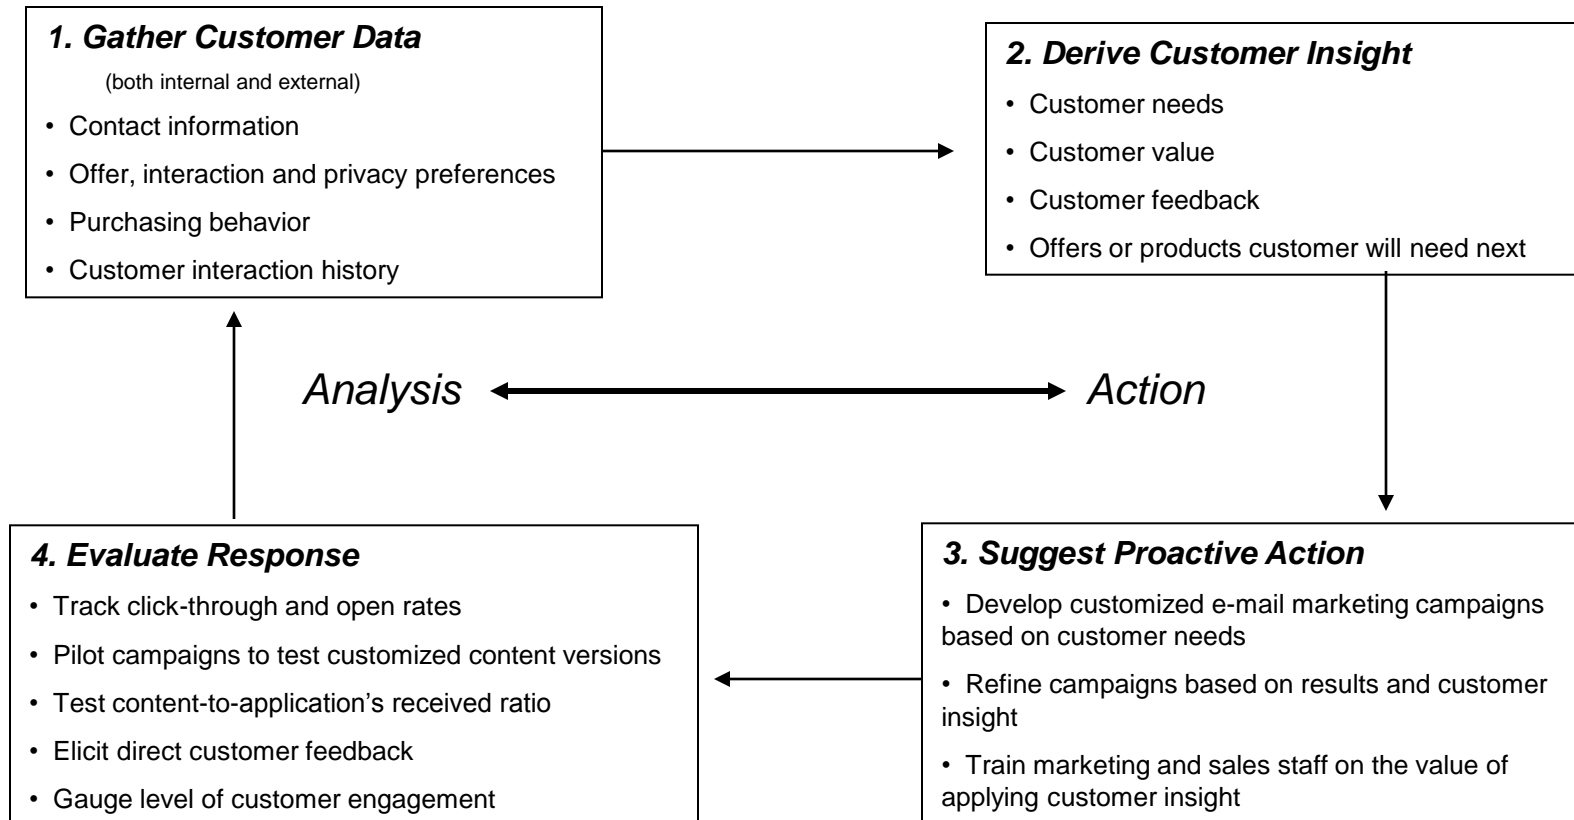 1. Gather Customer Data
(both internal and external)
• Contact information
• Offer, interaction and privacy preferences
• Purchasing behavior
• Customer interaction history
2. Derive Customer Insight
• Customer needs
• Customer value
• Customer feedback
• Offers or products customer will need next
Analysis
Action
4. Evaluate Response
• Track click-through and open rates
• Pilot campaigns to test customized content versions
• Test content-to-application’s received ratio
• Elicit direct customer feedback
• Gauge level of customer engagement
3. Suggest Proactive Action
• Develop customized e-mail marketing campaigns
based on customer needs
• Refine campaigns based on results and customer
insight
• Train marketing and sales staff on the value of
applying customer insight